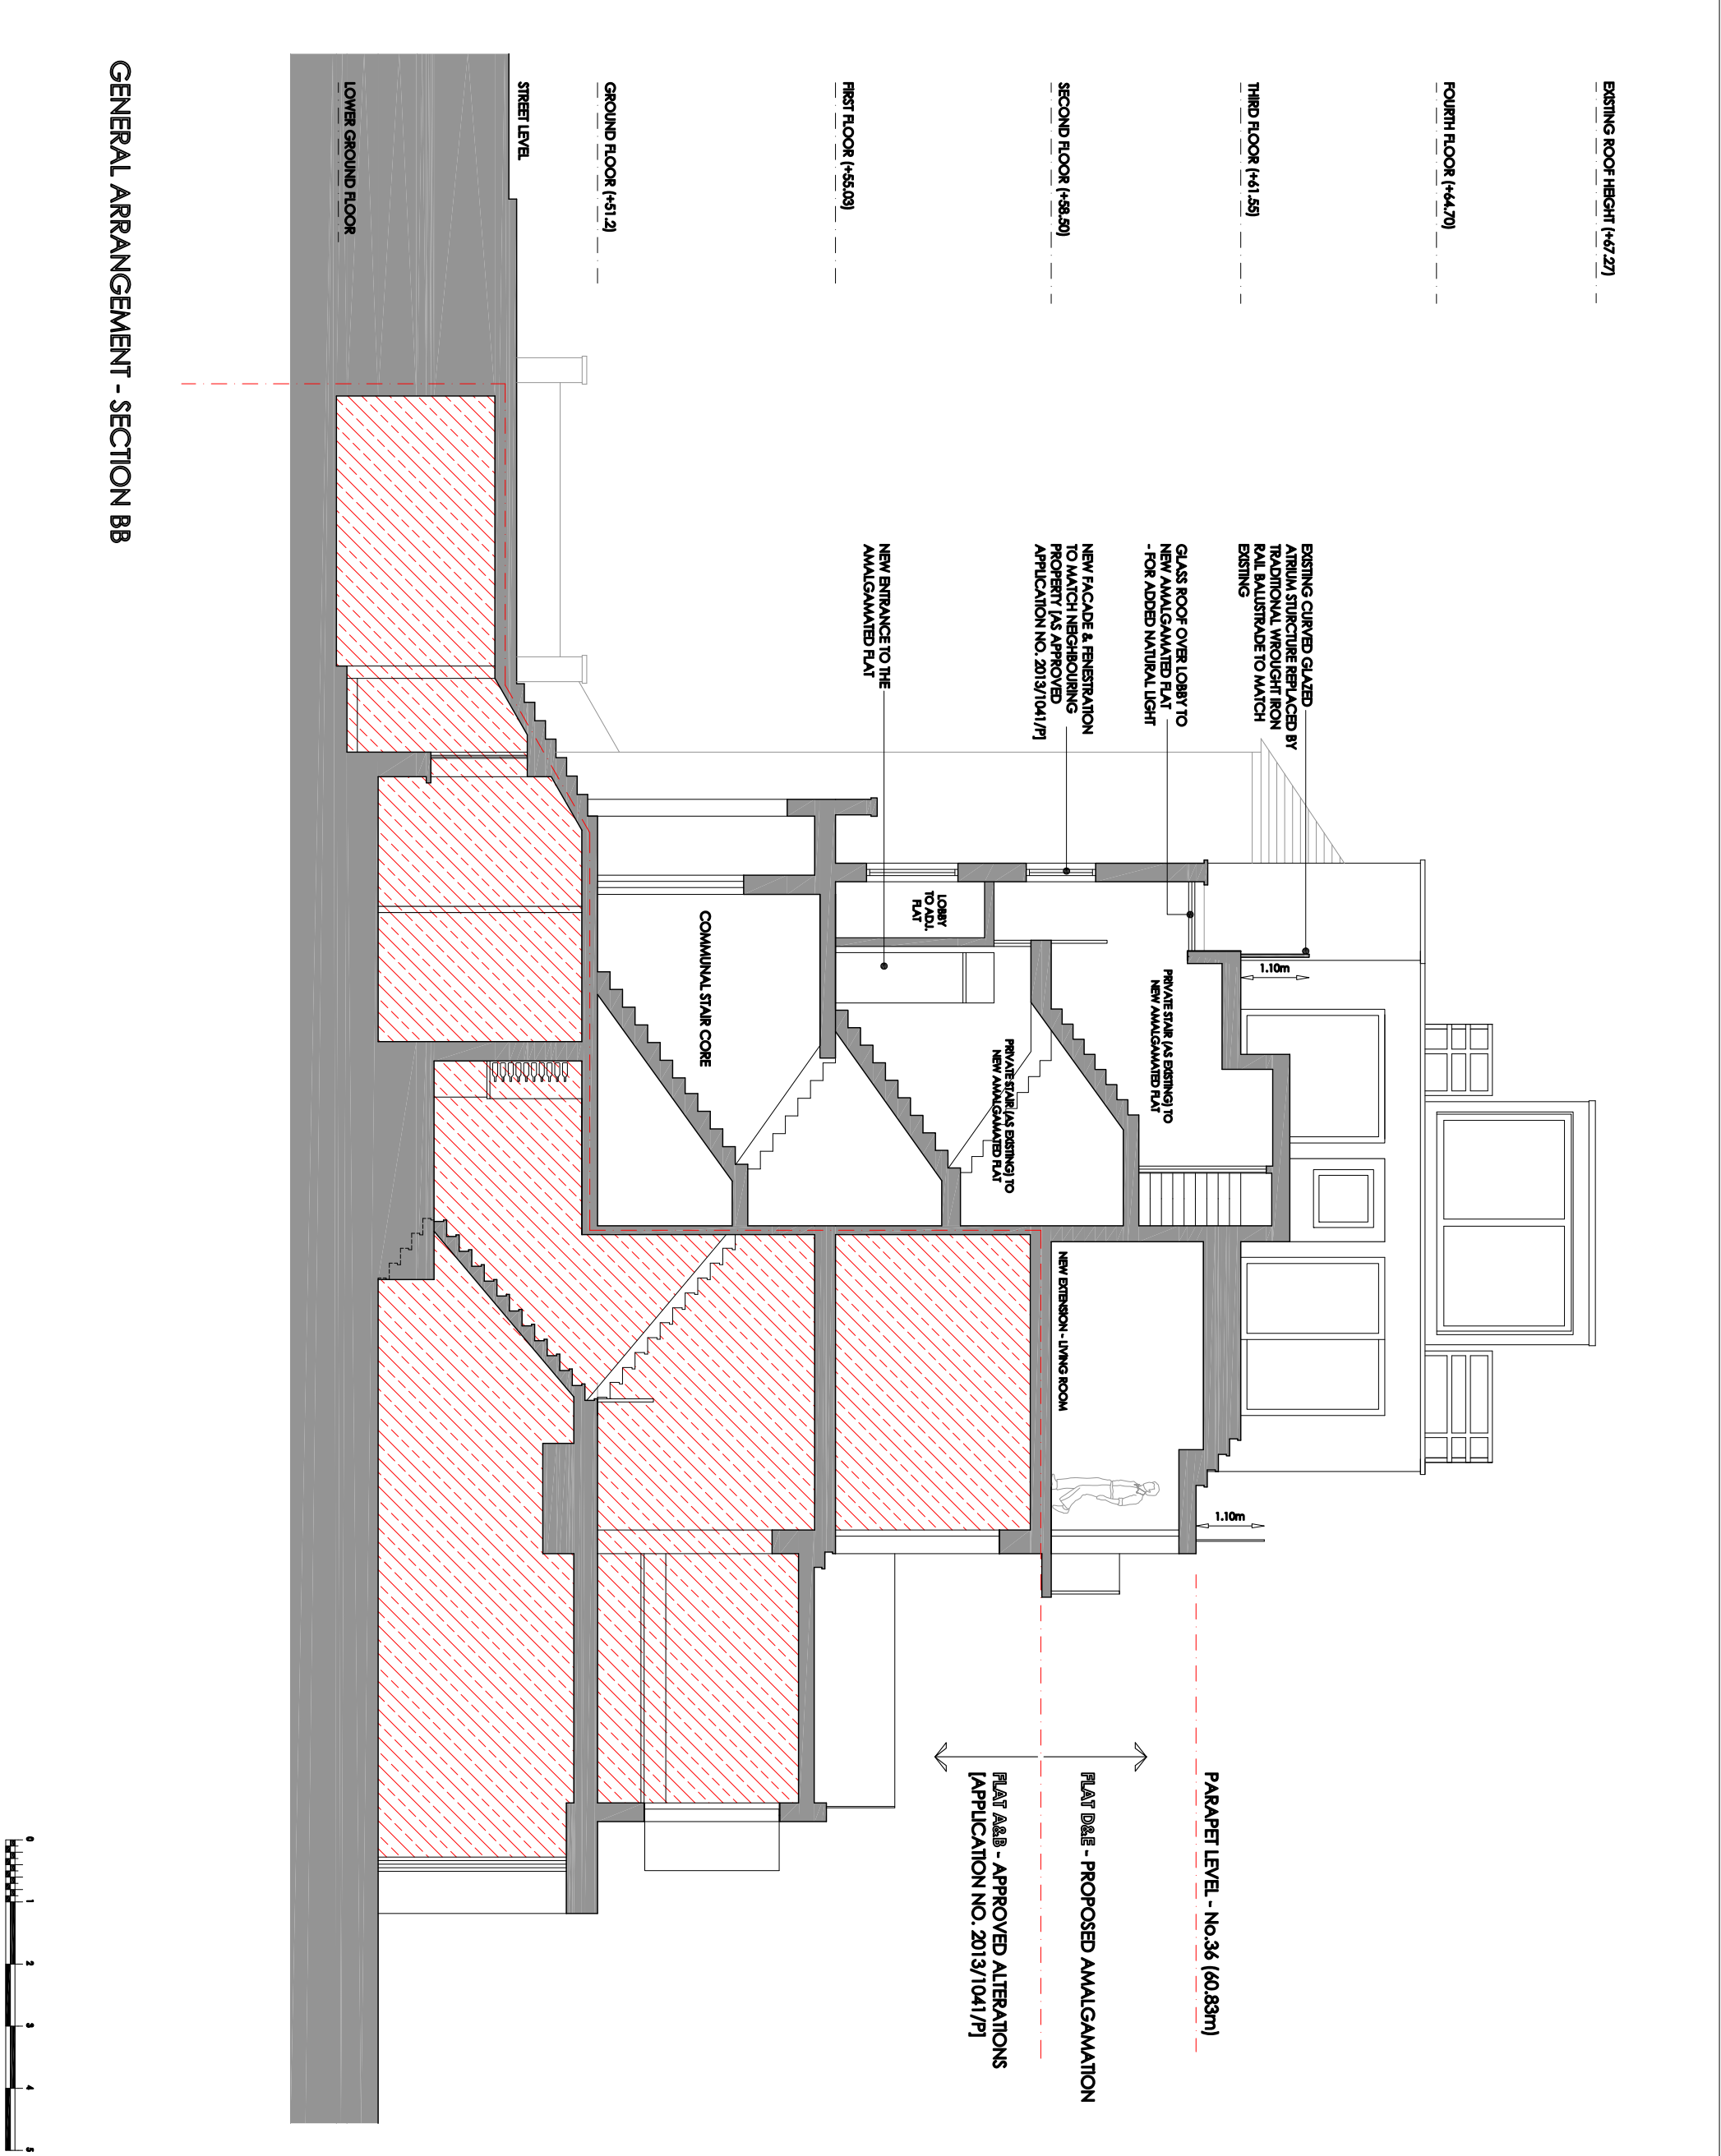 EXISTING ROOF HEIGHT (+67.27)
FOURTH FLOOR (+64.70)
THIRD FLOOR (+61.55)
SECOND FLOOR (+58.50)
FIRST FLOOR (+55.03)
GROUND FLOOR (+51.2)
STREET LEVEL
LOWER GROUND FLOOR
EXISTING CURVED GLAZED
ATRIUM STURCTURE REPLACED BY
TRADITIONAL WROUGHT IRON
RAIL BALUSTRADE TO MATCH
EXISTING
GLASS ROOF OVER LOBBY TO
NEW AMALGAMATED FLAT
- FOR ADDED NATURAL LIGHT
NEW FACADE & FENESTRATION
TO MATCH NEIGHBOURING
PROPERTY [AS APPROVED
APPLICATION NO. 2013/1041/P]
NEW ENTRANCE TO THE
AMALGAMATED FLAT
1.10m
PRIVATE STAIR (AS EXISTING) TO
NEW AMALGAMATED FLAT
LOBBY
TO ADJ.
FLAT
PRIVATE STAIR (AS EXISTING) TO
NEW AMALGAMATED FLAT
COMMUNAL STAIR CORE
NEW EXTENSION - LIVING ROOM
1.10m
PARAPET LEVEL - No.36 (60.83m)
FLAT D&E - PROPOSED AMALGAMATION
FLAT A&B - APPROVED ALTERATIONS
[APPLICATION NO. 2013/1041/P]
GENERAL ARRANGEMENT - SECTION BB
0 1 2 3 4 5